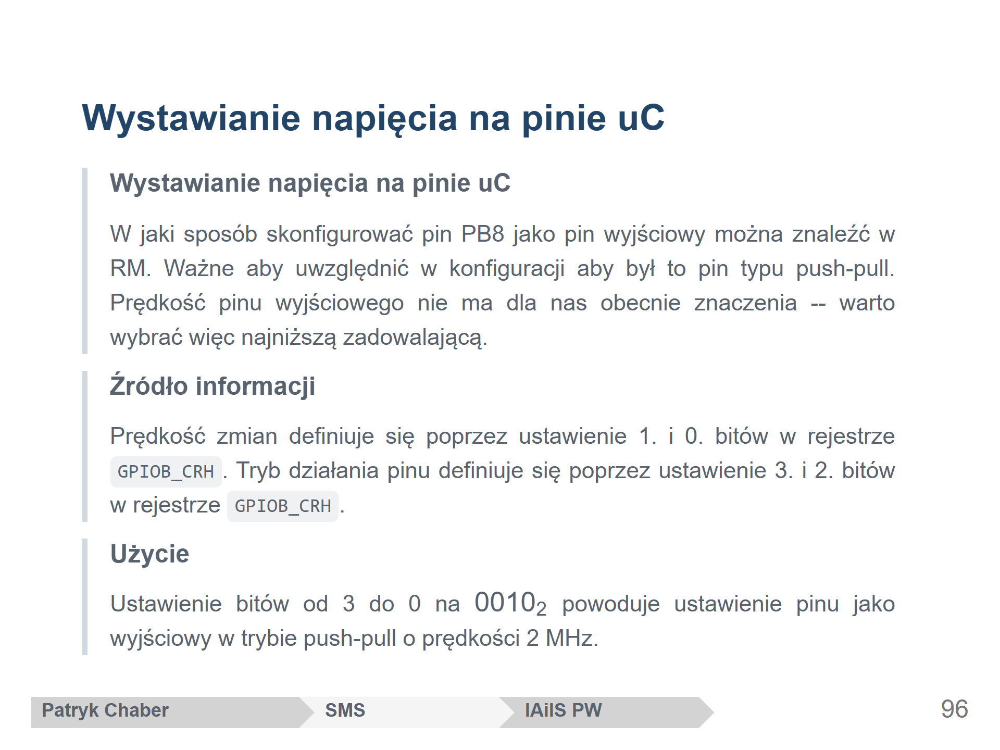 Wystawianie napięcia na pinie uC
Wystawianie napięcia na pinie uC
W jaki sposób skonfigurować pin PB8 jako pin wyjściowy można znaleźć w
RM. Ważne aby uwzględnić w konfiguracji aby był to pin typu push-pull.
Prędkość pinu wyjściowego nie ma dla nas obecnie znaczenia -- warto
wybrać więc najniższą zadowalającą.
Źródło informacji
Prędkość zmian definiuje się poprzez ustawienie 1. i 0. bitów w rejestrze
GPIOB_CRH. Tryb działania pinu definiuje się poprzez ustawienie 3. i 2. bitów
w rejestrze GPIOB_CRH.
Użycie
Ustawienie bitów od 3 do 0 na 0010₂ powoduje ustawienie pinu jako
wyjściowy w trybie push-pull o prędkości 2 MHz.
Patryk Chaber SMS IAiIS PW 96